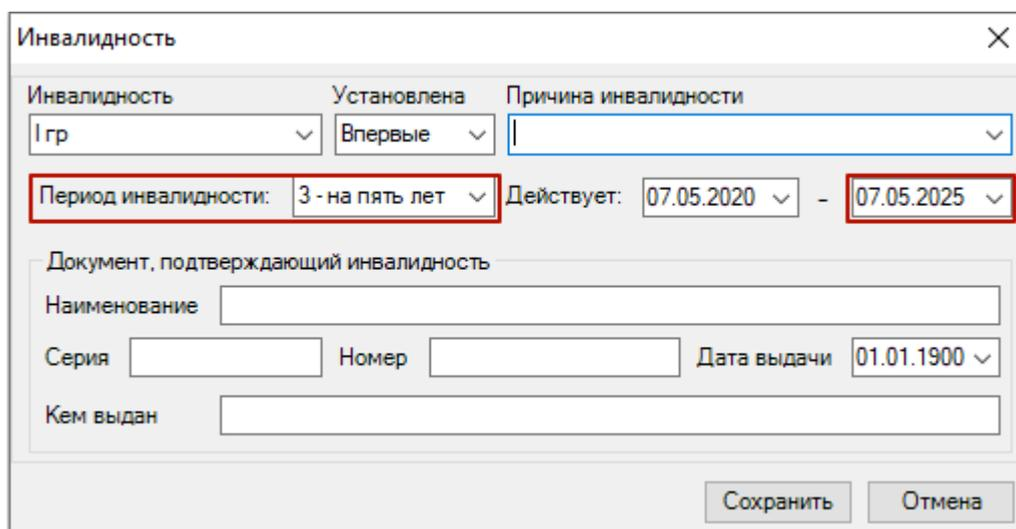 Инвалидность
Инвалидность Установлена Причина инвалидности
I гр Впервые
Период инвалидности: 3 - на пять лет Действует: 07.05.2020 - 07.05.2025
Документ, подтверждающий инвалидность
Наименование
Серия Номер Дата выдачи 01.01.1900
Кем выдан
Сохранить Отмена